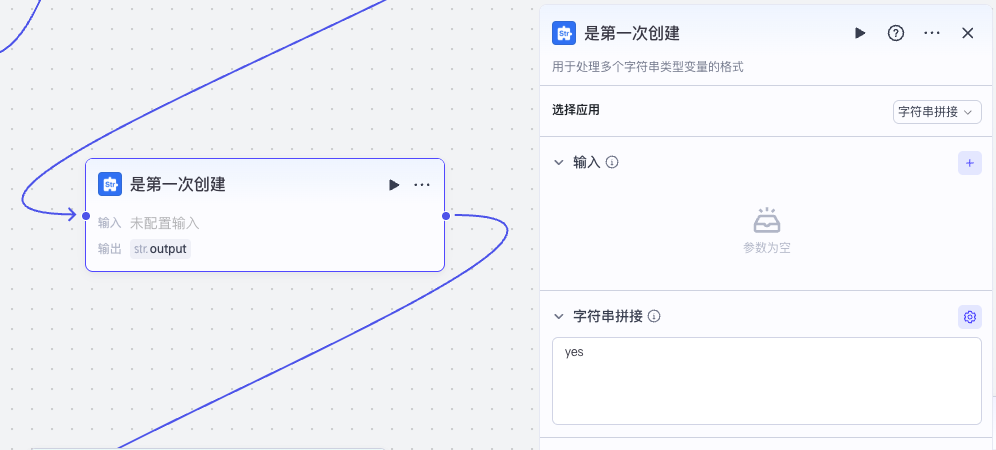 Str
是第一次创建
输入 未配置输入
输出 str.output
Str
是第一次创建
用于处理多个字符串类型变量的格式
选择应用
字符串拼接
输入
参数为空
字符串拼接
yes